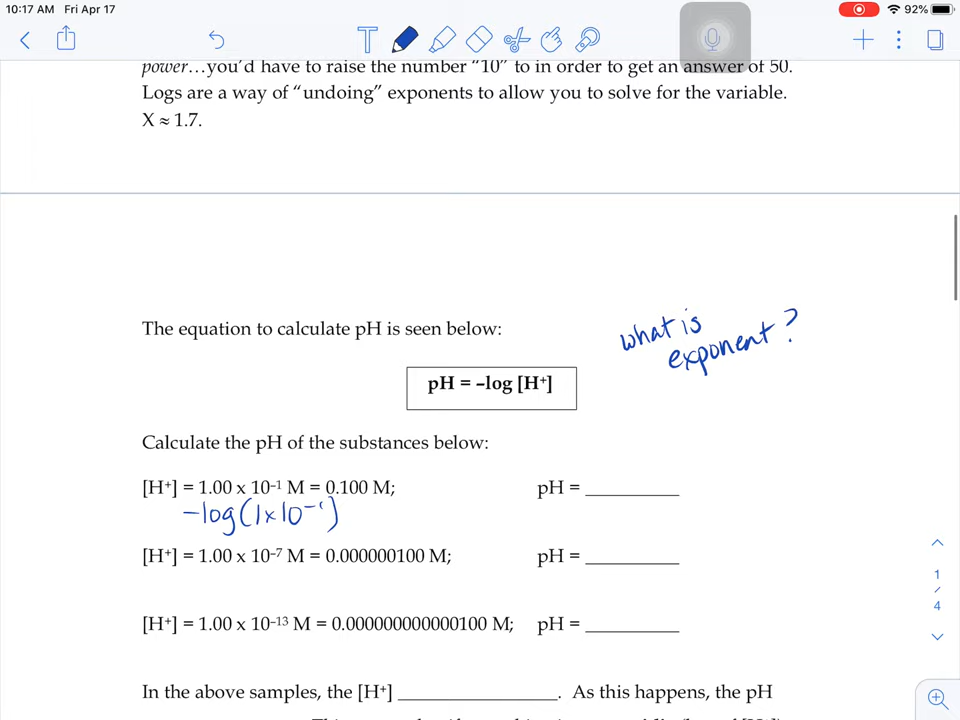 10:17 AM Fri Apr 17
92%
T
power…you'd have to raise the number “10” to in order to get an answer of 50.
Logs are a way of “undoing” exponents to allow you to solve for the variable.
X ≈ 1.7.
The equation to calculate pH is seen below:
what is
exponent?
pH = –log [H⁺]
Calculate the pH of the substances below:
[H⁺] = 1.00 x 10⁻¹ M = 0.100 M; pH = __________
-log(1x10⁻¹)
[H⁺] = 1.00 x 10⁻⁷ M = 0.000000100 M; pH = __________
[H⁺] = 1.00 x 10⁻¹³ M = 0.000000000000100 M; pH = __________
1
/
4
In the above samples, the [H⁺] _________________. As this happens, the pH